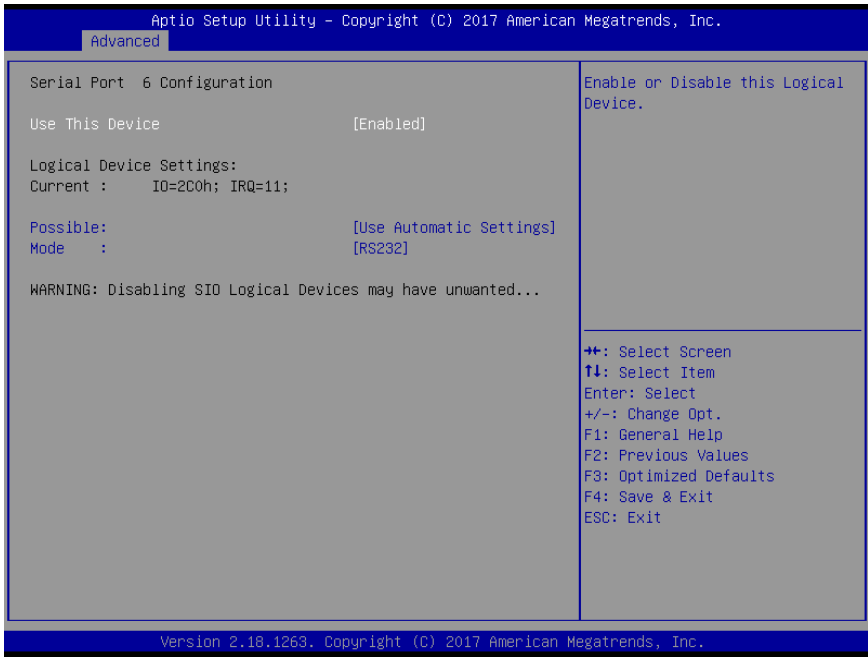 Aptio Setup Utility – Copyright (C) 2017 American Megatrends, Inc.
Advanced
Serial Port  6 Configuration
Use This Device [Enabled]
Logical Device Settings:
Current :     IO=2C0h; IRQ=11;
Possible: [Use Automatic Settings]
Mode    : [RS232]
WARNING: Disabling SIO Logical Devices may have unwanted...
Enable or Disable this Logical
Device.
→←: Select Screen
↑↓: Select Item
Enter: Select
+/-: Change Opt.
F1: General Help
F2: Previous Values
F3: Optimized Defaults
F4: Save & Exit
ESC: Exit
Version 2.18.1263. Copyright (C) 2017 American Megatrends, Inc.